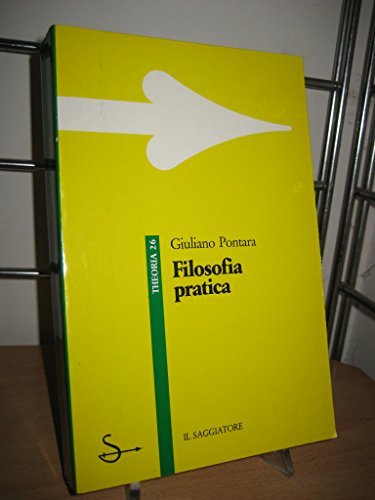 Giuliano Pontara
Filosofia
pratica
THEORIA 26
IL SAGGIATORE